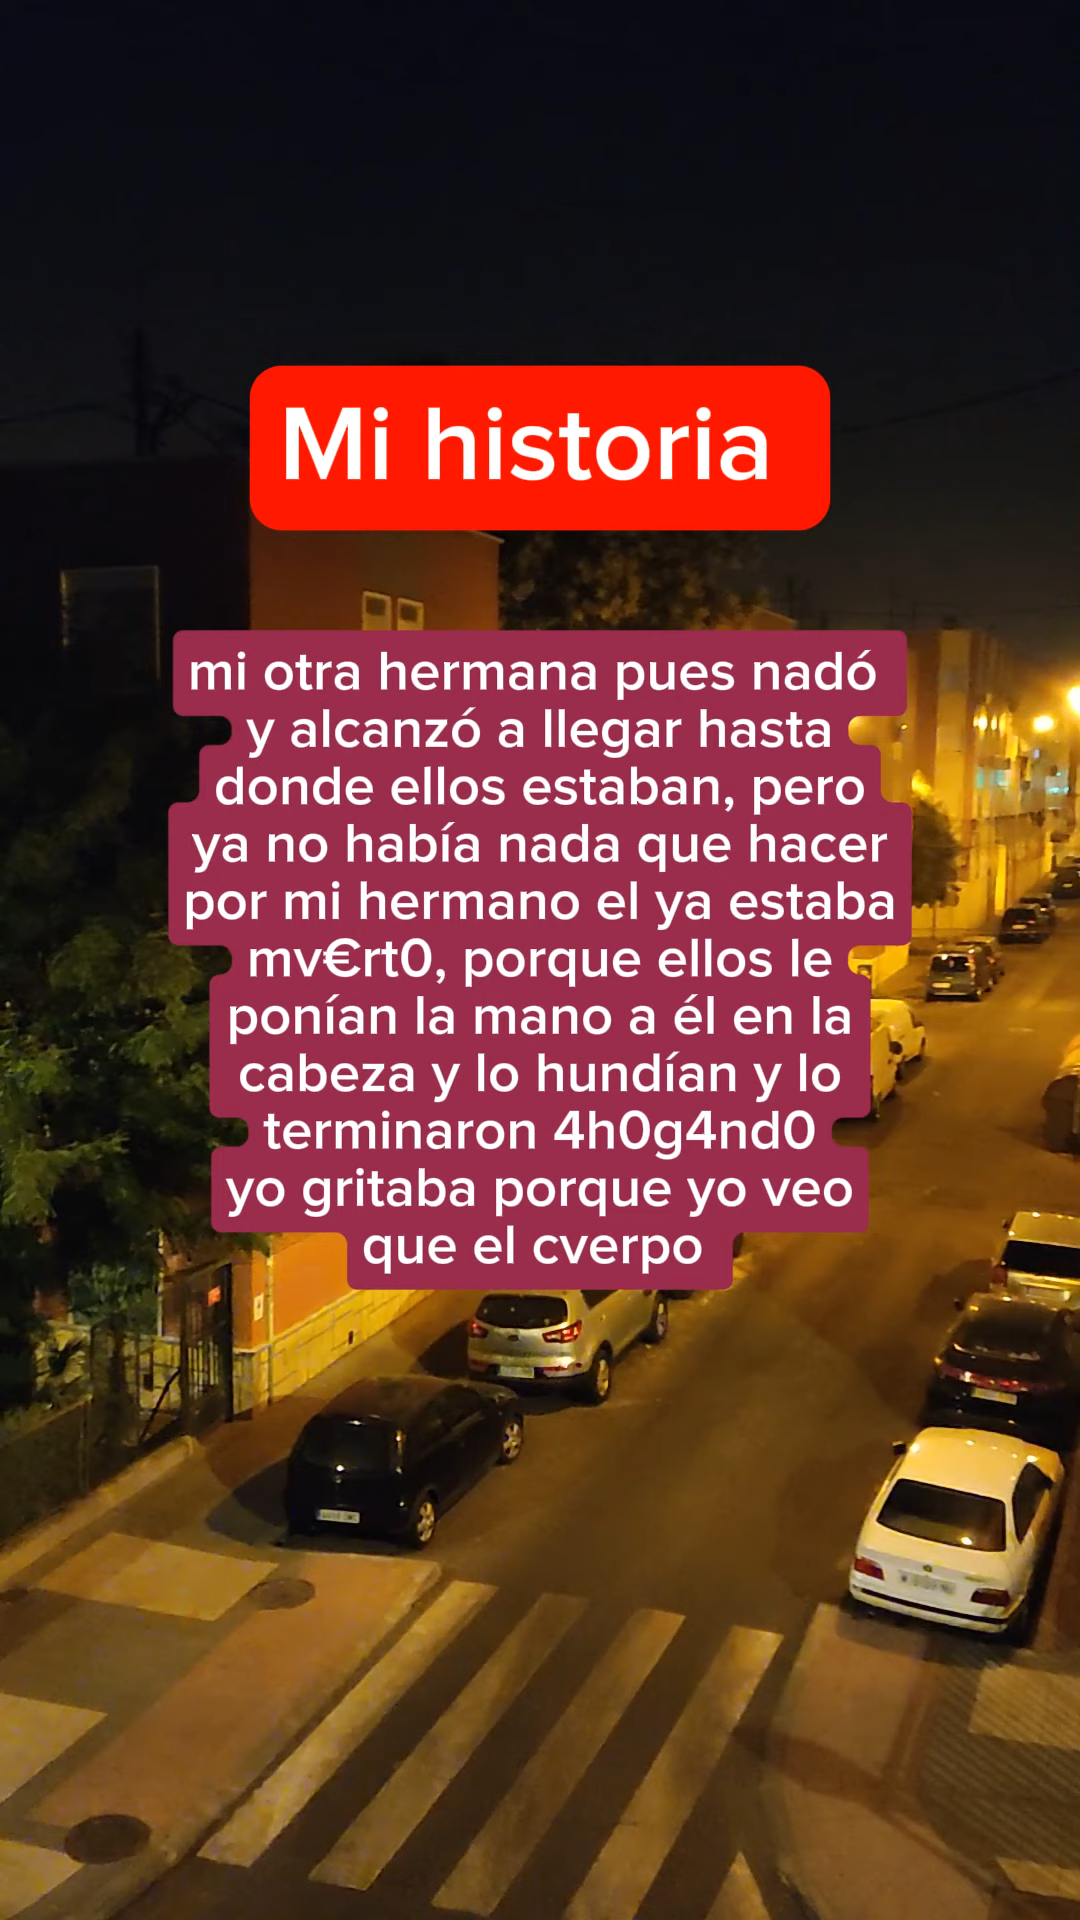 Mi historia
mi otra hermana pues nadó
y alcanzó a llegar hasta
donde ellos estaban, pero
ya no había nada que hacer
por mi hermano el ya estaba
mv€rt0, porque ellos le
ponían la mano a él en la
cabeza y lo hundían y lo
terminaron 4h0g4nd0
yo gritaba porque yo veo
que el cverpo